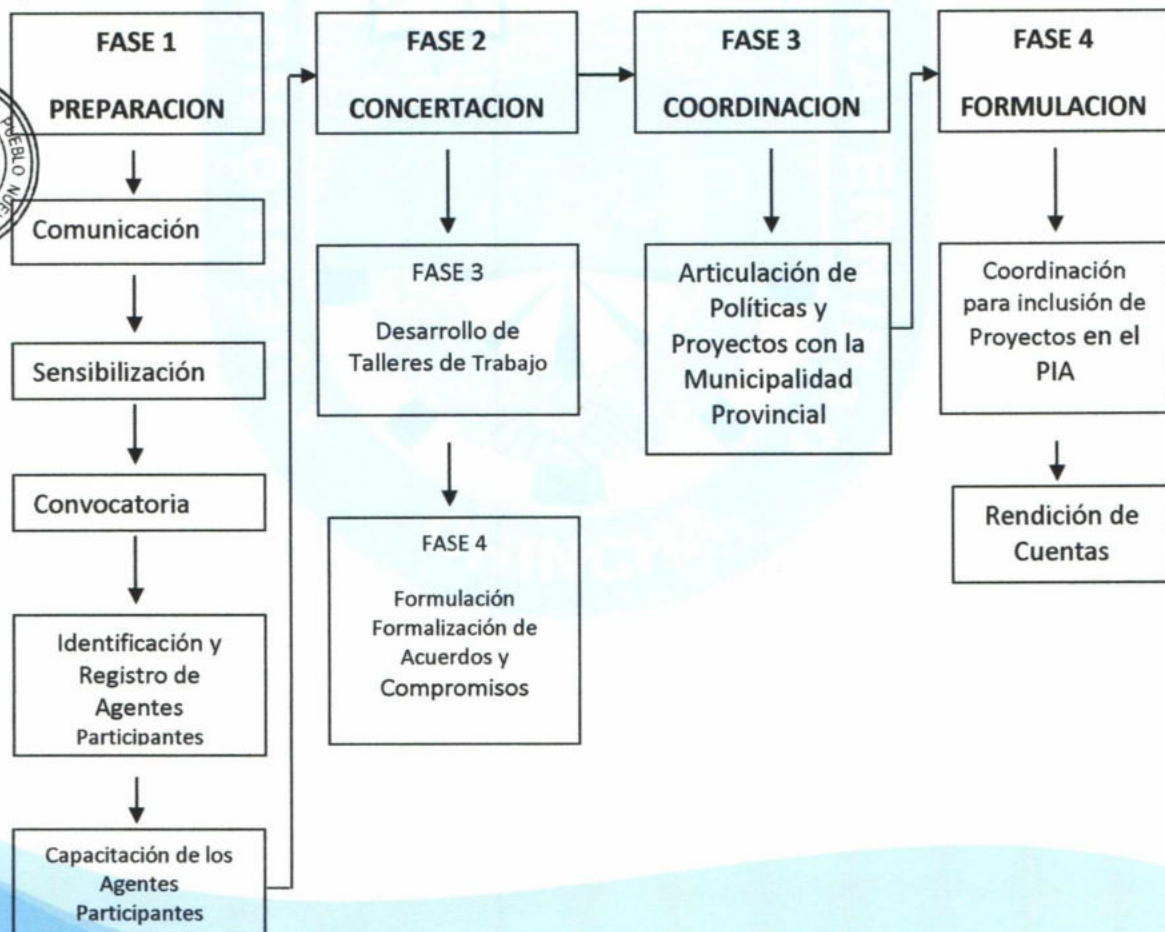 FASE 1
PREPARACION
Comunicación
Sensibilización
Convocatoria
Identificación y
Registro de
Agentes
Participantes
Capacitación de los
Agentes
Participantes
FASE 2
CONCERTACION
FASE 3
Desarrollo de
Talleres de Trabajo
FASE 4
Formulación
Formalización de
Acuerdos y
Compromisos
FASE 3
COORDINACION
Articulación de
Políticas y
Proyectos con la
Municipalidad
Provincial
FASE 4
FORMULACION
Coordinación
para inclusión de
Proyectos en el
PIA
Rendición de
Cuentas
PUEBLO
CHINCHA